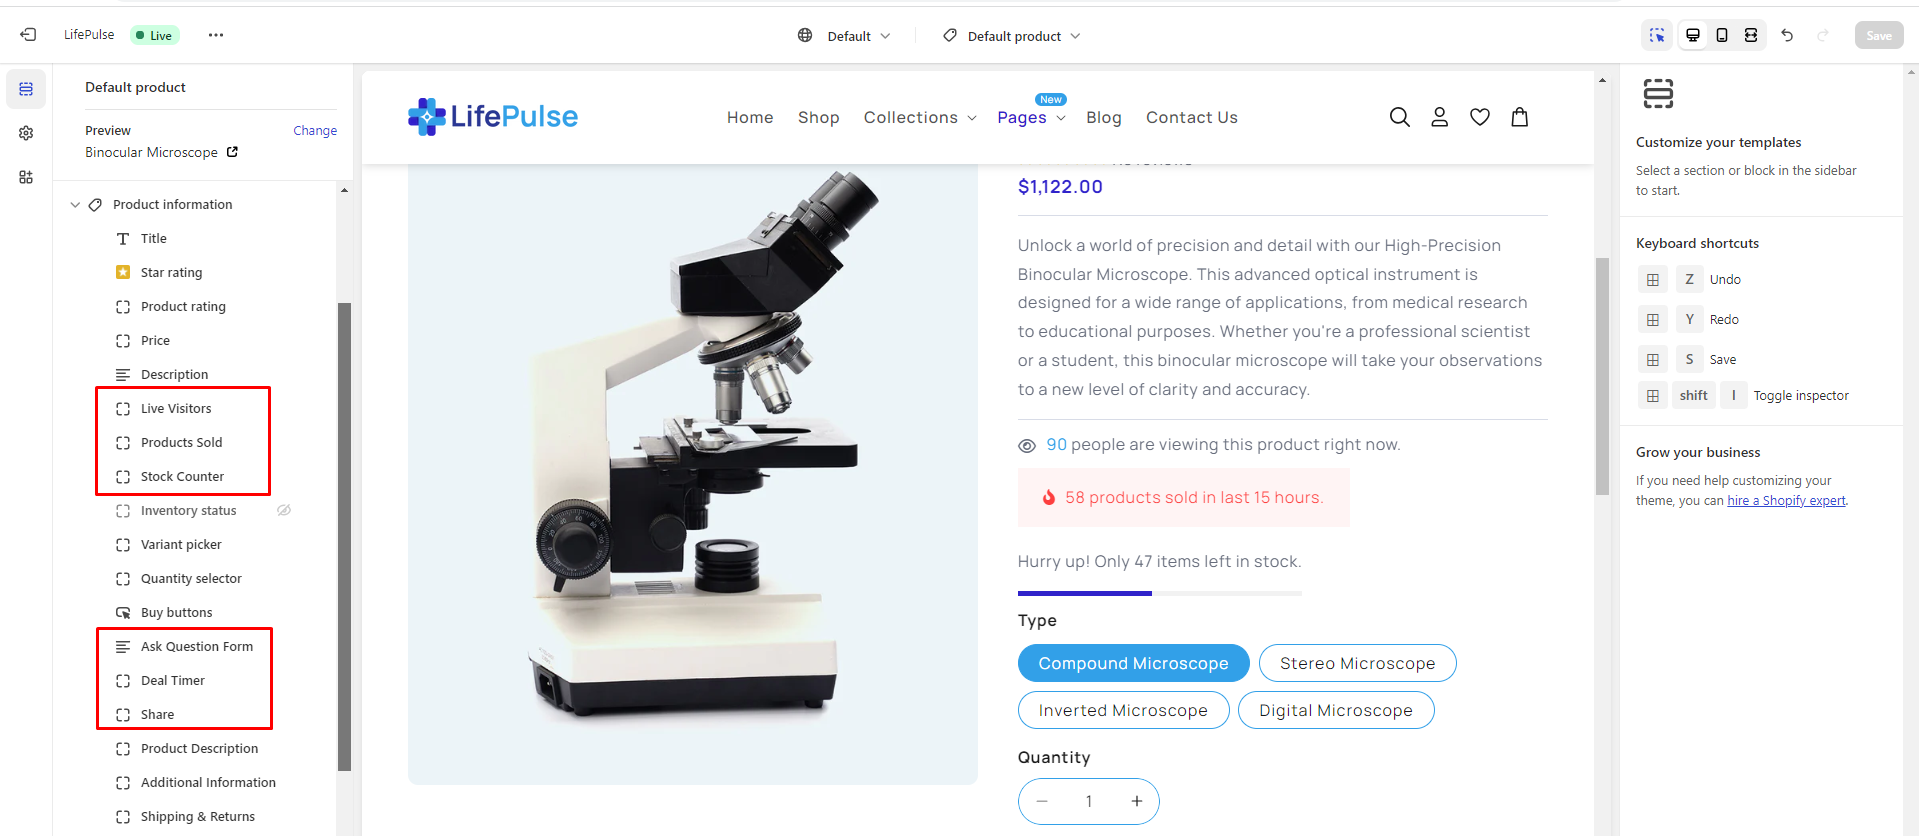 LifePulse
Live
Default
Default product
Save
Default product
Preview
Change
Binocular Microscope
Product information
Title
Star rating
Product rating
Price
Description
Live Visitors
Products Sold
Stock Counter
Inventory status
Variant picker
Quantity selector
Buy buttons
Ask Question Form
Deal Timer
Share
Product Description
Additional Information
Shipping & Returns
LifePulse
New
Home Shop Collections Pages Blog Contact Us
$1,122.00
Unlock a world of precision and detail with our High-Precision
Binocular Microscope. This advanced optical instrument is
designed for a wide range of applications, from medical research
to educational purposes. Whether you're a professional scientist
or a student, this binocular microscope will take your observations
to a new level of clarity and accuracy.
90 people are viewing this product right now.
58 products sold in last 15 hours.
Hurry up! Only 47 items left in stock.
Type
Compound Microscope
Stereo Microscope
Inverted Microscope
Digital Microscope
Quantity
1
Customize your templates
Select a section or block in the sidebar
to start.
Keyboard shortcuts
Z Undo
Y Redo
S Save
shift I Toggle inspector
Grow your business
If you need help customizing your
theme, you can hire a Shopify expert.